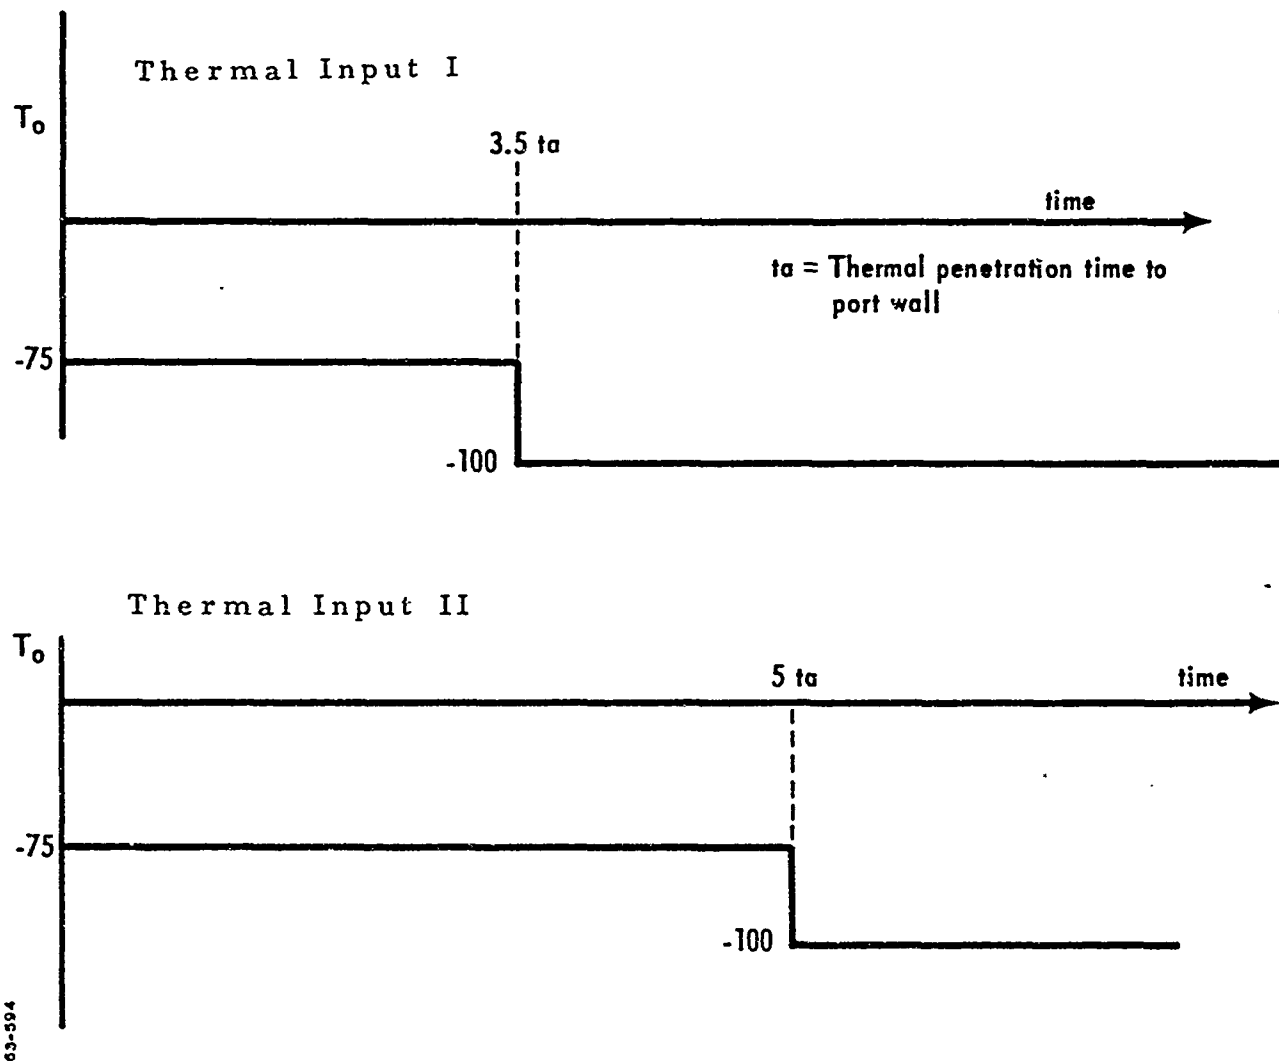 Thermal Input I
To
3.5 ta
time
ta = Thermal penetration time to
port wall
-75
-100
Thermal Input II
To
5 ta
time
-75
-100
63-594